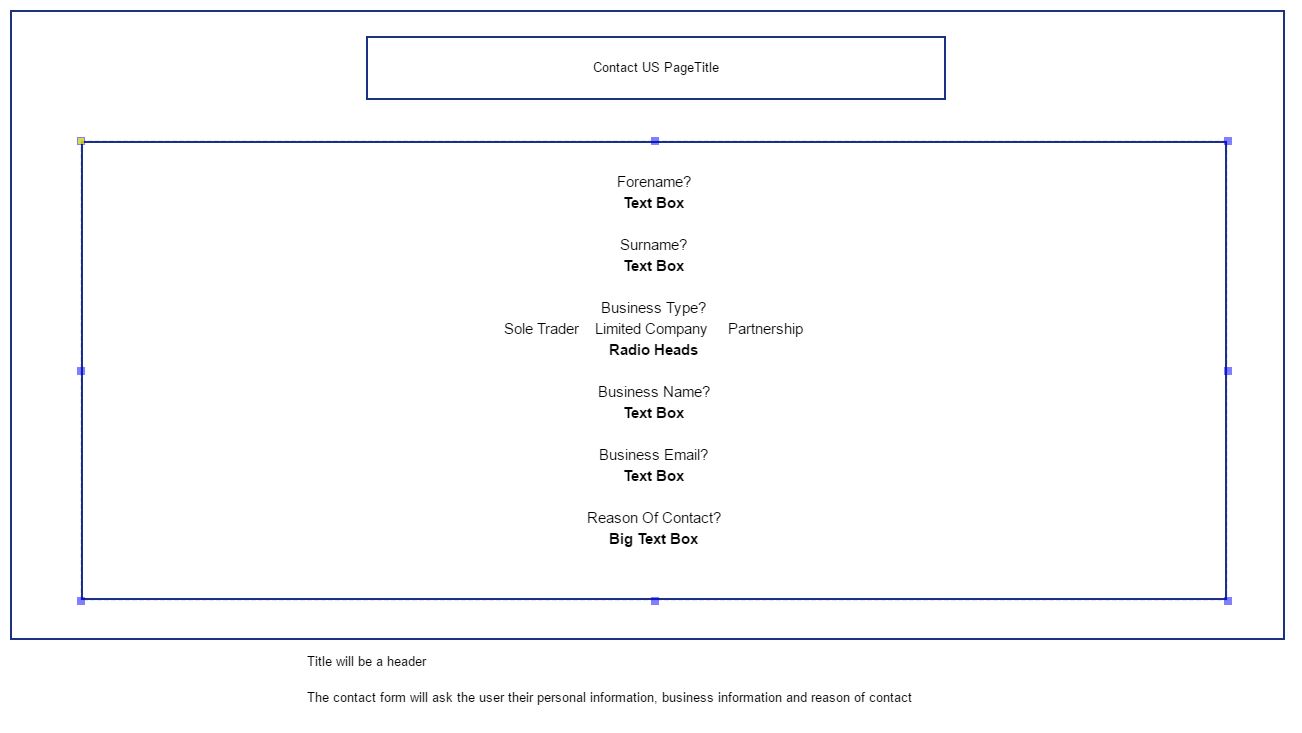 Contact US PageTitle
Forename?
Text Box
Surname?
Text Box
Business Type?
Sole Trader Limited Company Partnership
Radio Heads
Business Name?
Text Box
Business Email?
Text Box
Reason Of Contact?
Big Text Box
Title will be a header
The contact form will ask the user their personal information, business information and reason of contact